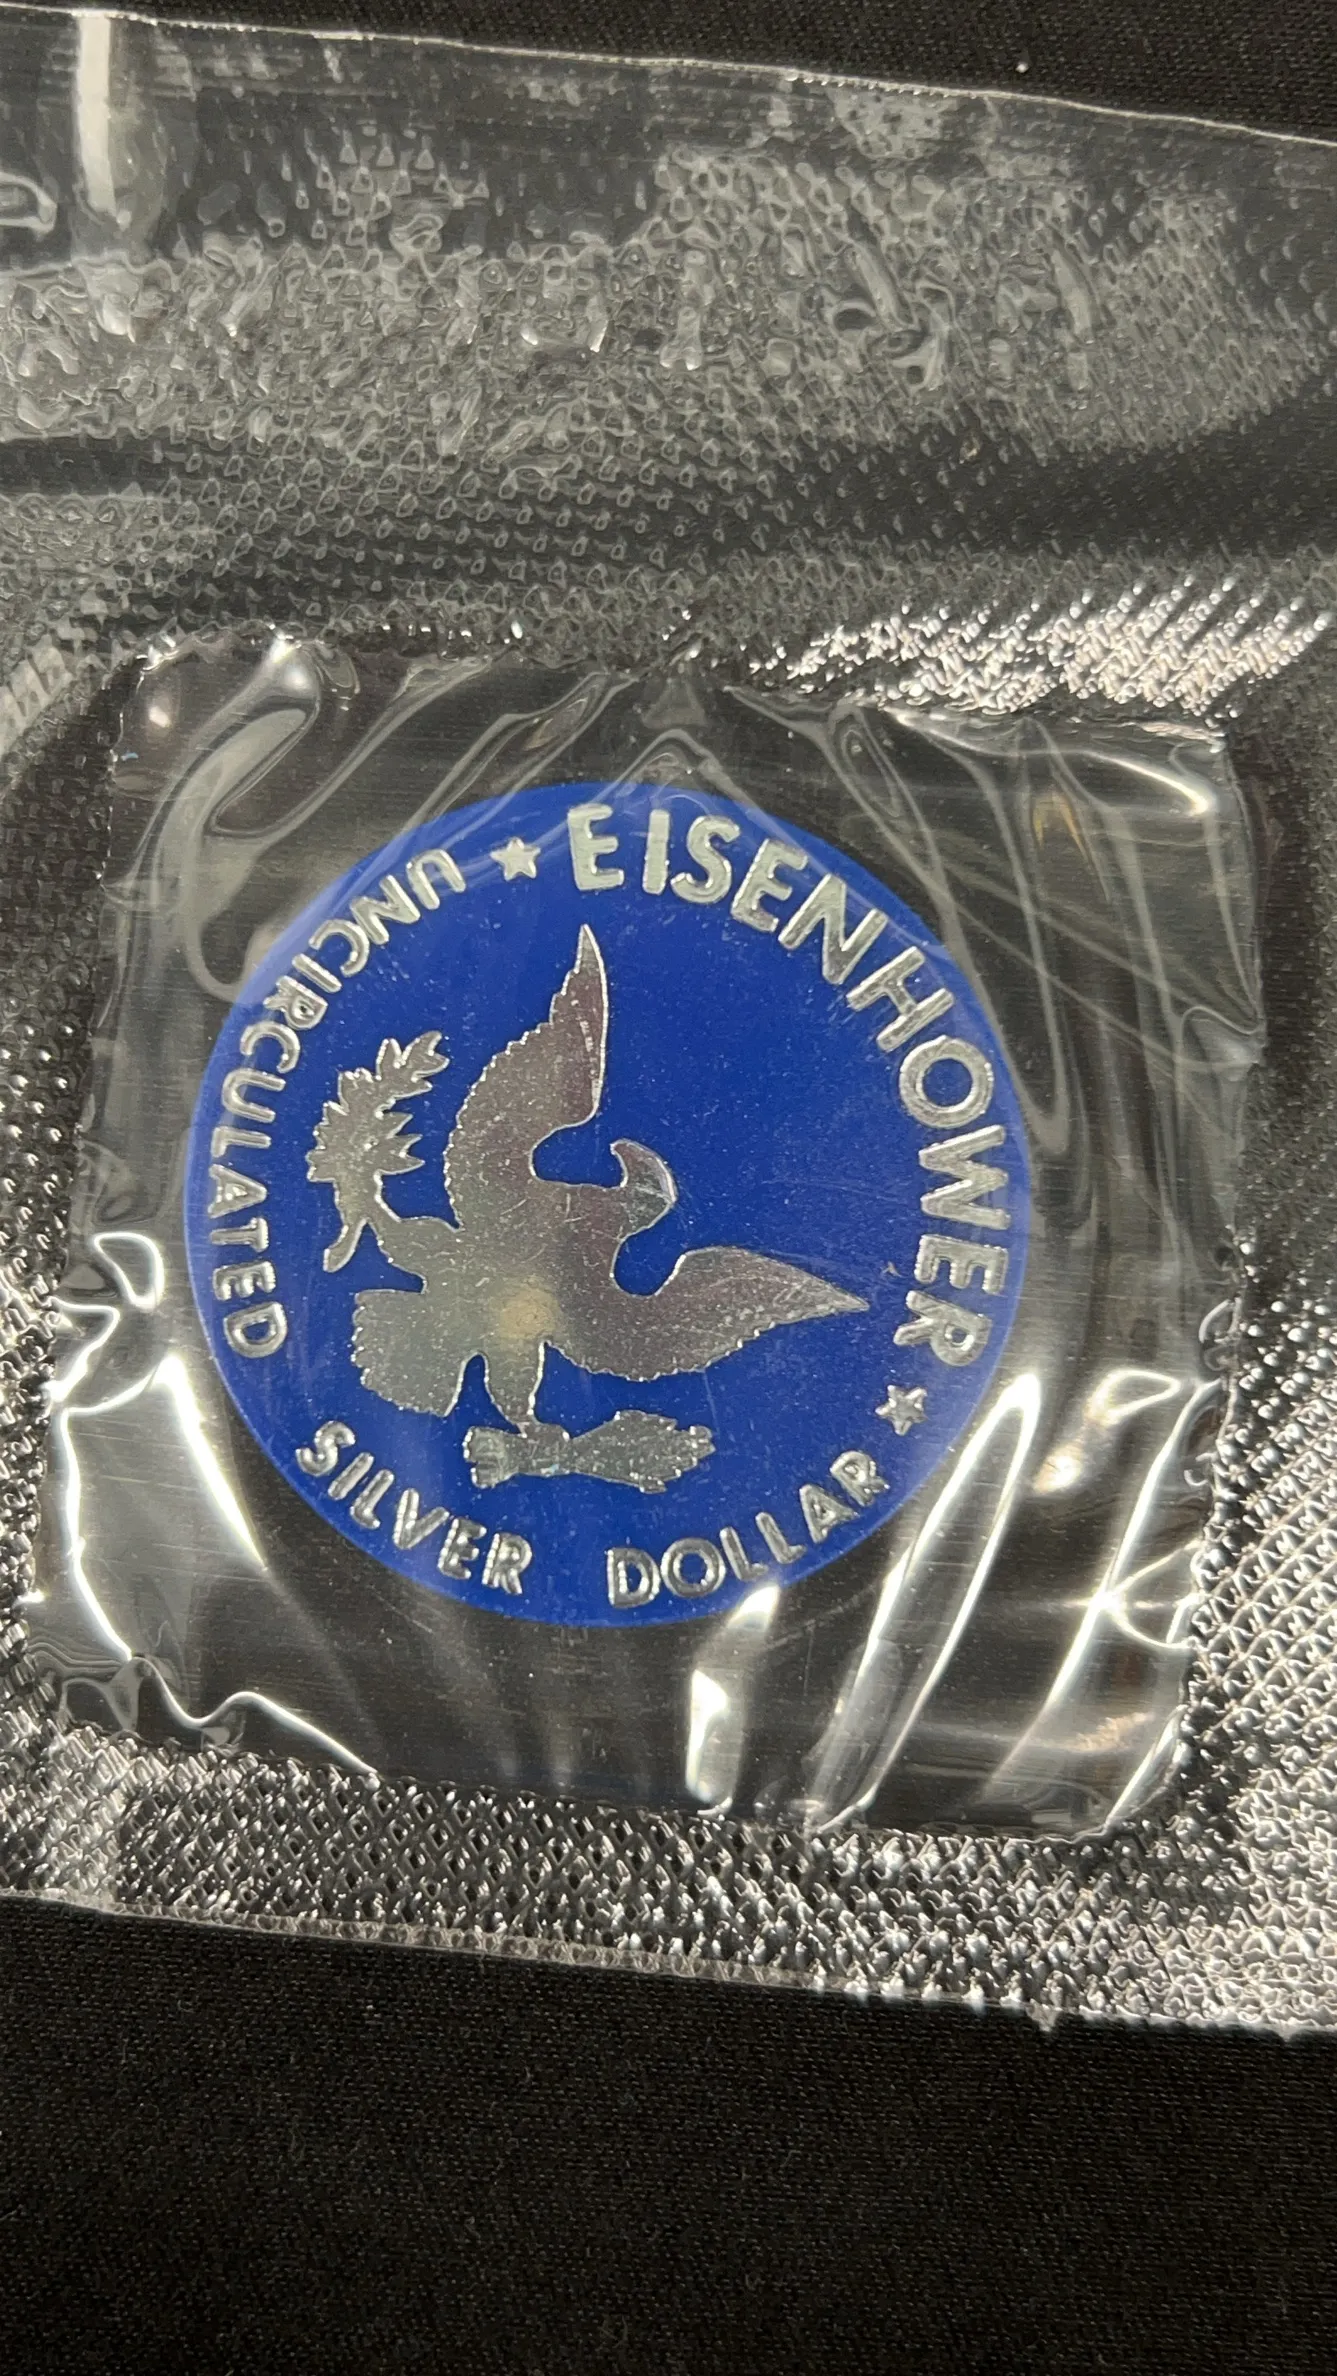 ★ EISENHOWER ★
UNCIRCULATED
SILVER DOLLAR